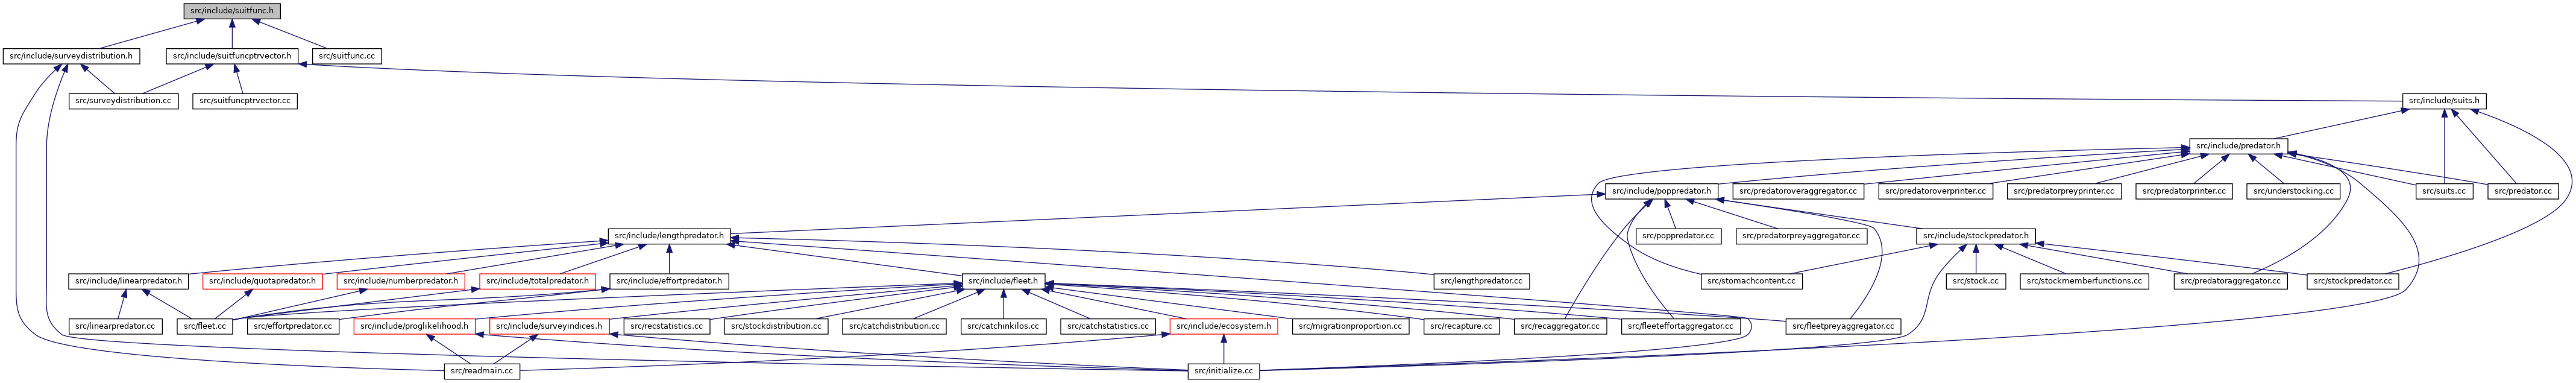 src/include/suitfunc.h
src/include/surveydistribution.h
src/include/suitfuncptrvector.h
src/suitfunc.cc
src/surveydistribution.cc
src/suitfuncptrvector.cc
src/include/suits.h
src/include/predator.h
src/include/poppredator.h
src/predatoroveraggregator.cc
src/predatoroverprinter.cc
src/predatorpreyprinter.cc
src/predatorprinter.cc
src/understocking.cc
src/suits.cc
src/predator.cc
src/include/lengthpredator.h
src/poppredator.cc
src/predatorpreyaggregator.cc
src/include/stockpredator.h
src/include/linearpredator.h
src/include/quotapredator.h
src/include/numberpredator.h
src/include/totalpredator.h
src/include/effortpredator.h
src/include/fleet.h
src/lengthpredator.cc
src/stomachcontent.cc
src/stock.cc
src/stockmemberfunctions.cc
src/predatoraggregator.cc
src/stockpredator.cc
src/linearpredator.cc
src/fleet.cc
src/effortpredator.cc
src/include/proglikelihood.h
src/include/surveyindices.h
src/recstatistics.cc
src/stockdistribution.cc
src/catchdistribution.cc
src/catchinkilos.cc
src/catchstatistics.cc
src/include/ecosystem.h
src/migrationproportion.cc
src/recapture.cc
src/recaggregator.cc
src/fleeteffortaggregator.cc
src/fleetpreyaggregator.cc
src/readmain.cc
src/initialize.cc